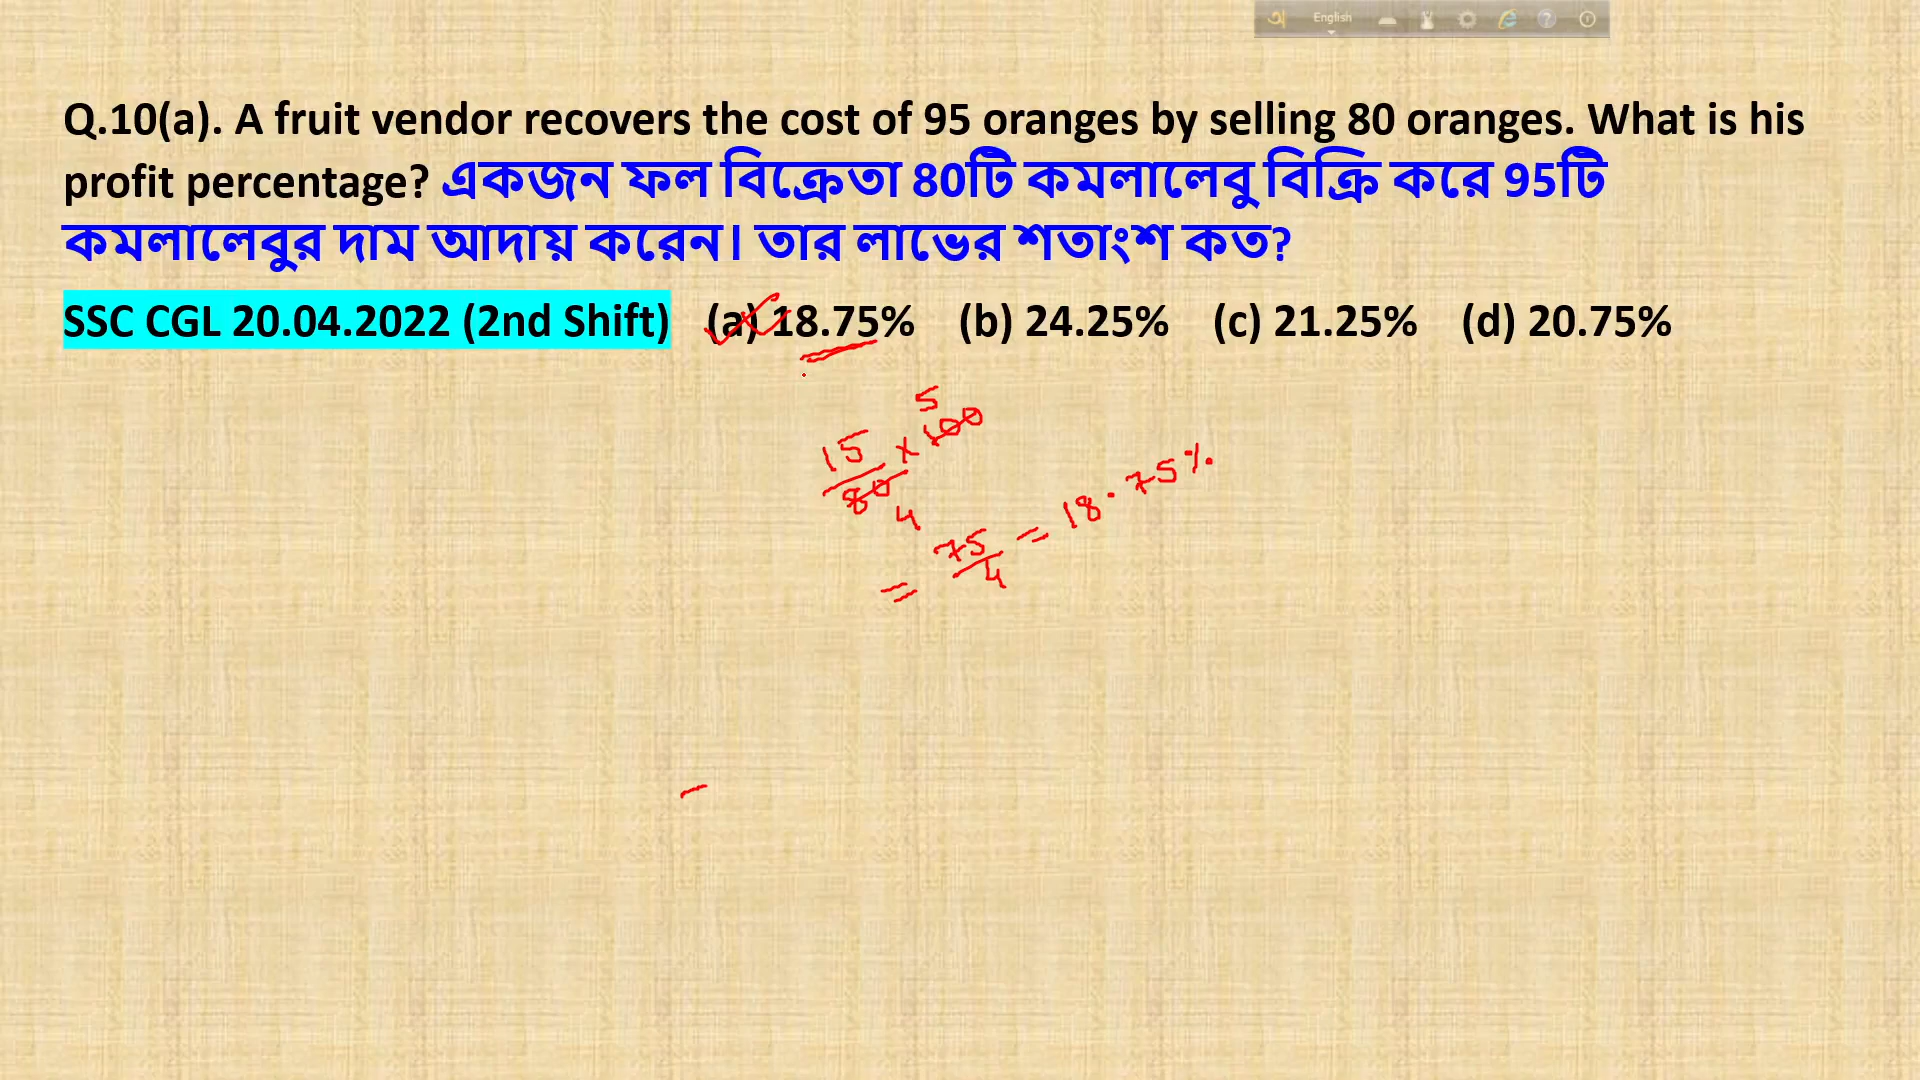 English
Q.10(a). A fruit vendor recovers the cost of 95 oranges by selling 80 oranges. What is his
profit percentage? একজন ফল বিক্রেতা 80টি কমলালেবু বিক্রি করে 95টি
কমলালেবুর দাম আদায় করেন। তার লাভের শতাংশ কত?
SSC CGL 20.04.2022 (2nd Shift) (a) 18.75% (b) 24.25% (c) 21.25% (d) 20.75%
5
15 × 100
80
4
= 75/4 = 18.75%